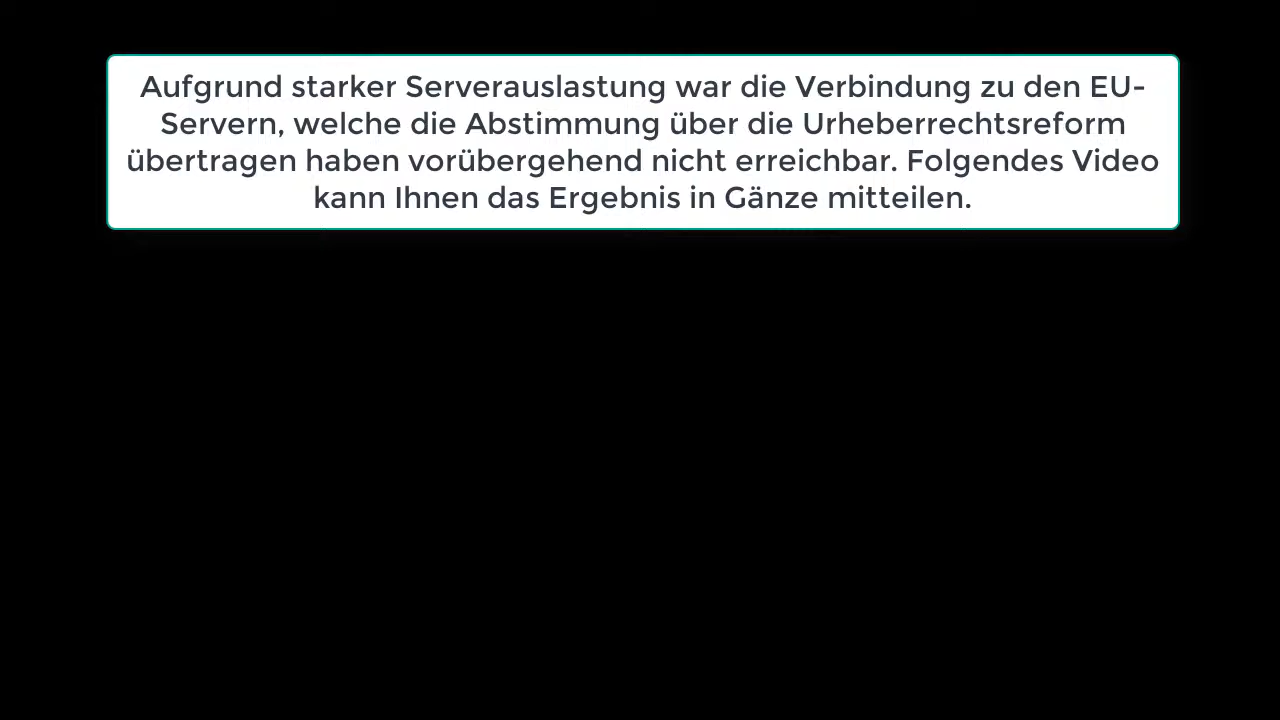 Aufgrund starker Serverauslastung war die Verbindung zu den EU-
Servern, welche die Abstimmung über die Urheberrechtsreform
übertragen haben vorübergehend nicht erreichbar. Folgendes Video
kann Ihnen das Ergebnis in Gänze mitteilen.